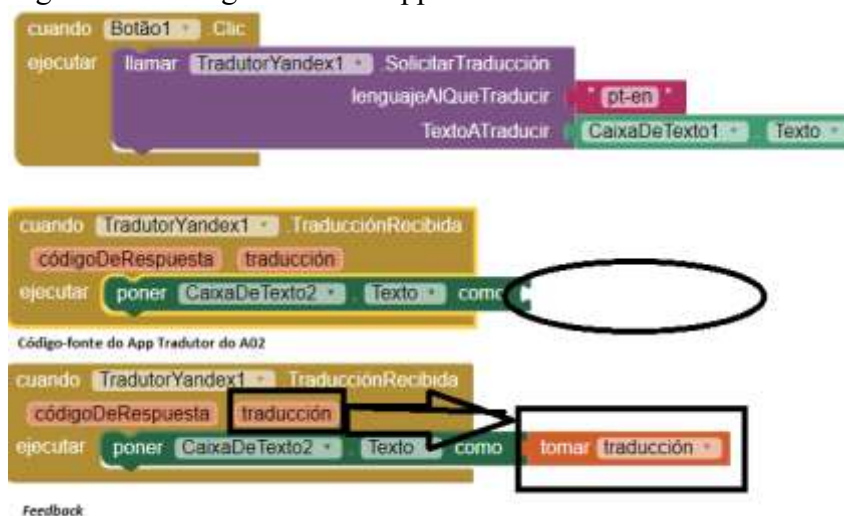 cuando Botão1 .Clic
ejecutar llamar TradutorYandex1 .SolicitarTraducción
lenguajeAlQueTraducir " pt-en "
TextoATraducir CaixaDeTexto1 . Texto
cuando TradutorYandex1 .TraducciónRecibida
códigoDeRespuesta traducción
ejecutar poner CaixaDeTexto2 . Texto como
Código-fonte do App Tradutor do A02
cuando TradutorYandex1 .TraducciónRecibida
códigoDeRespuesta traducción
ejecutar poner CaixaDeTexto2 . Texto como tomar traducción
Feedback